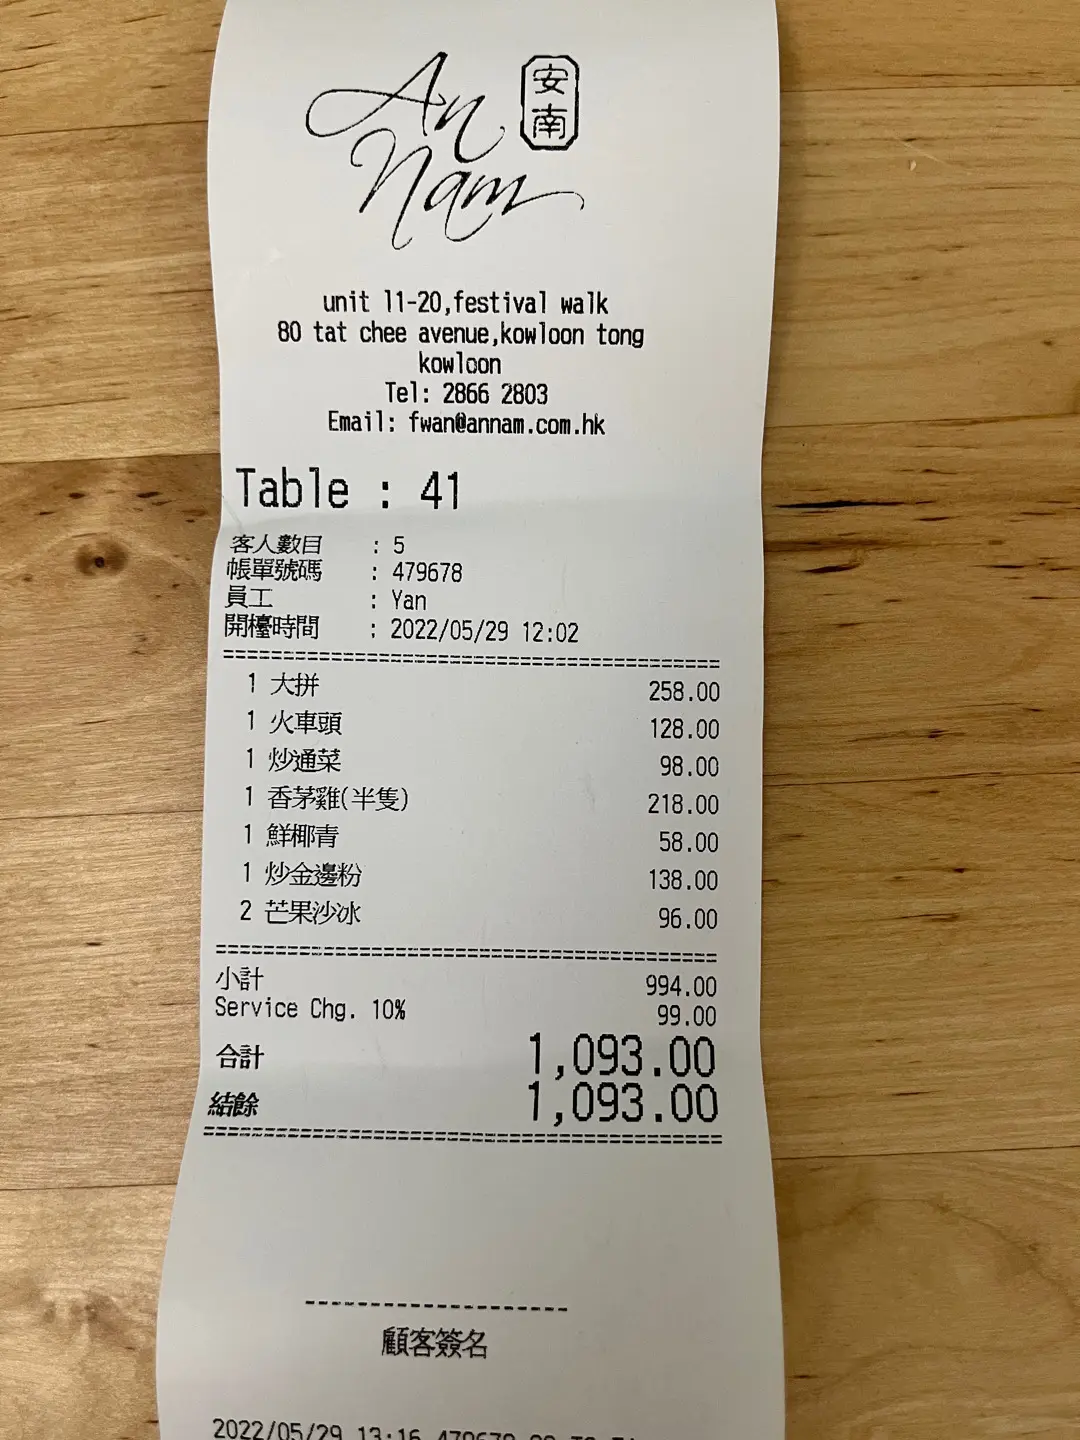 An
Nam
安南
unit l1-20,festival walk
80 tat chee avenue,kowloon tong
kowloon
Tel: 2866 2803
Email: fwan@annam.com.hk
Table : 41
客人數目 : 5
帳單號碼 : 479678
員工 : Yan
開檯時間 : 2022/05/29 12:02
1 大拼 258.00
1 火車頭 128.00
1 炒通菜 98.00
1 香茅雞(半隻) 218.00
1 鮮椰青 58.00
1 炒金邊粉 138.00
2 芒果沙冰 96.00
小計 994.00
Service Chg. 10% 99.00
合計 1,093.00
結餘 1,093.00
顧客簽名
2022/05/29 13:16 479678